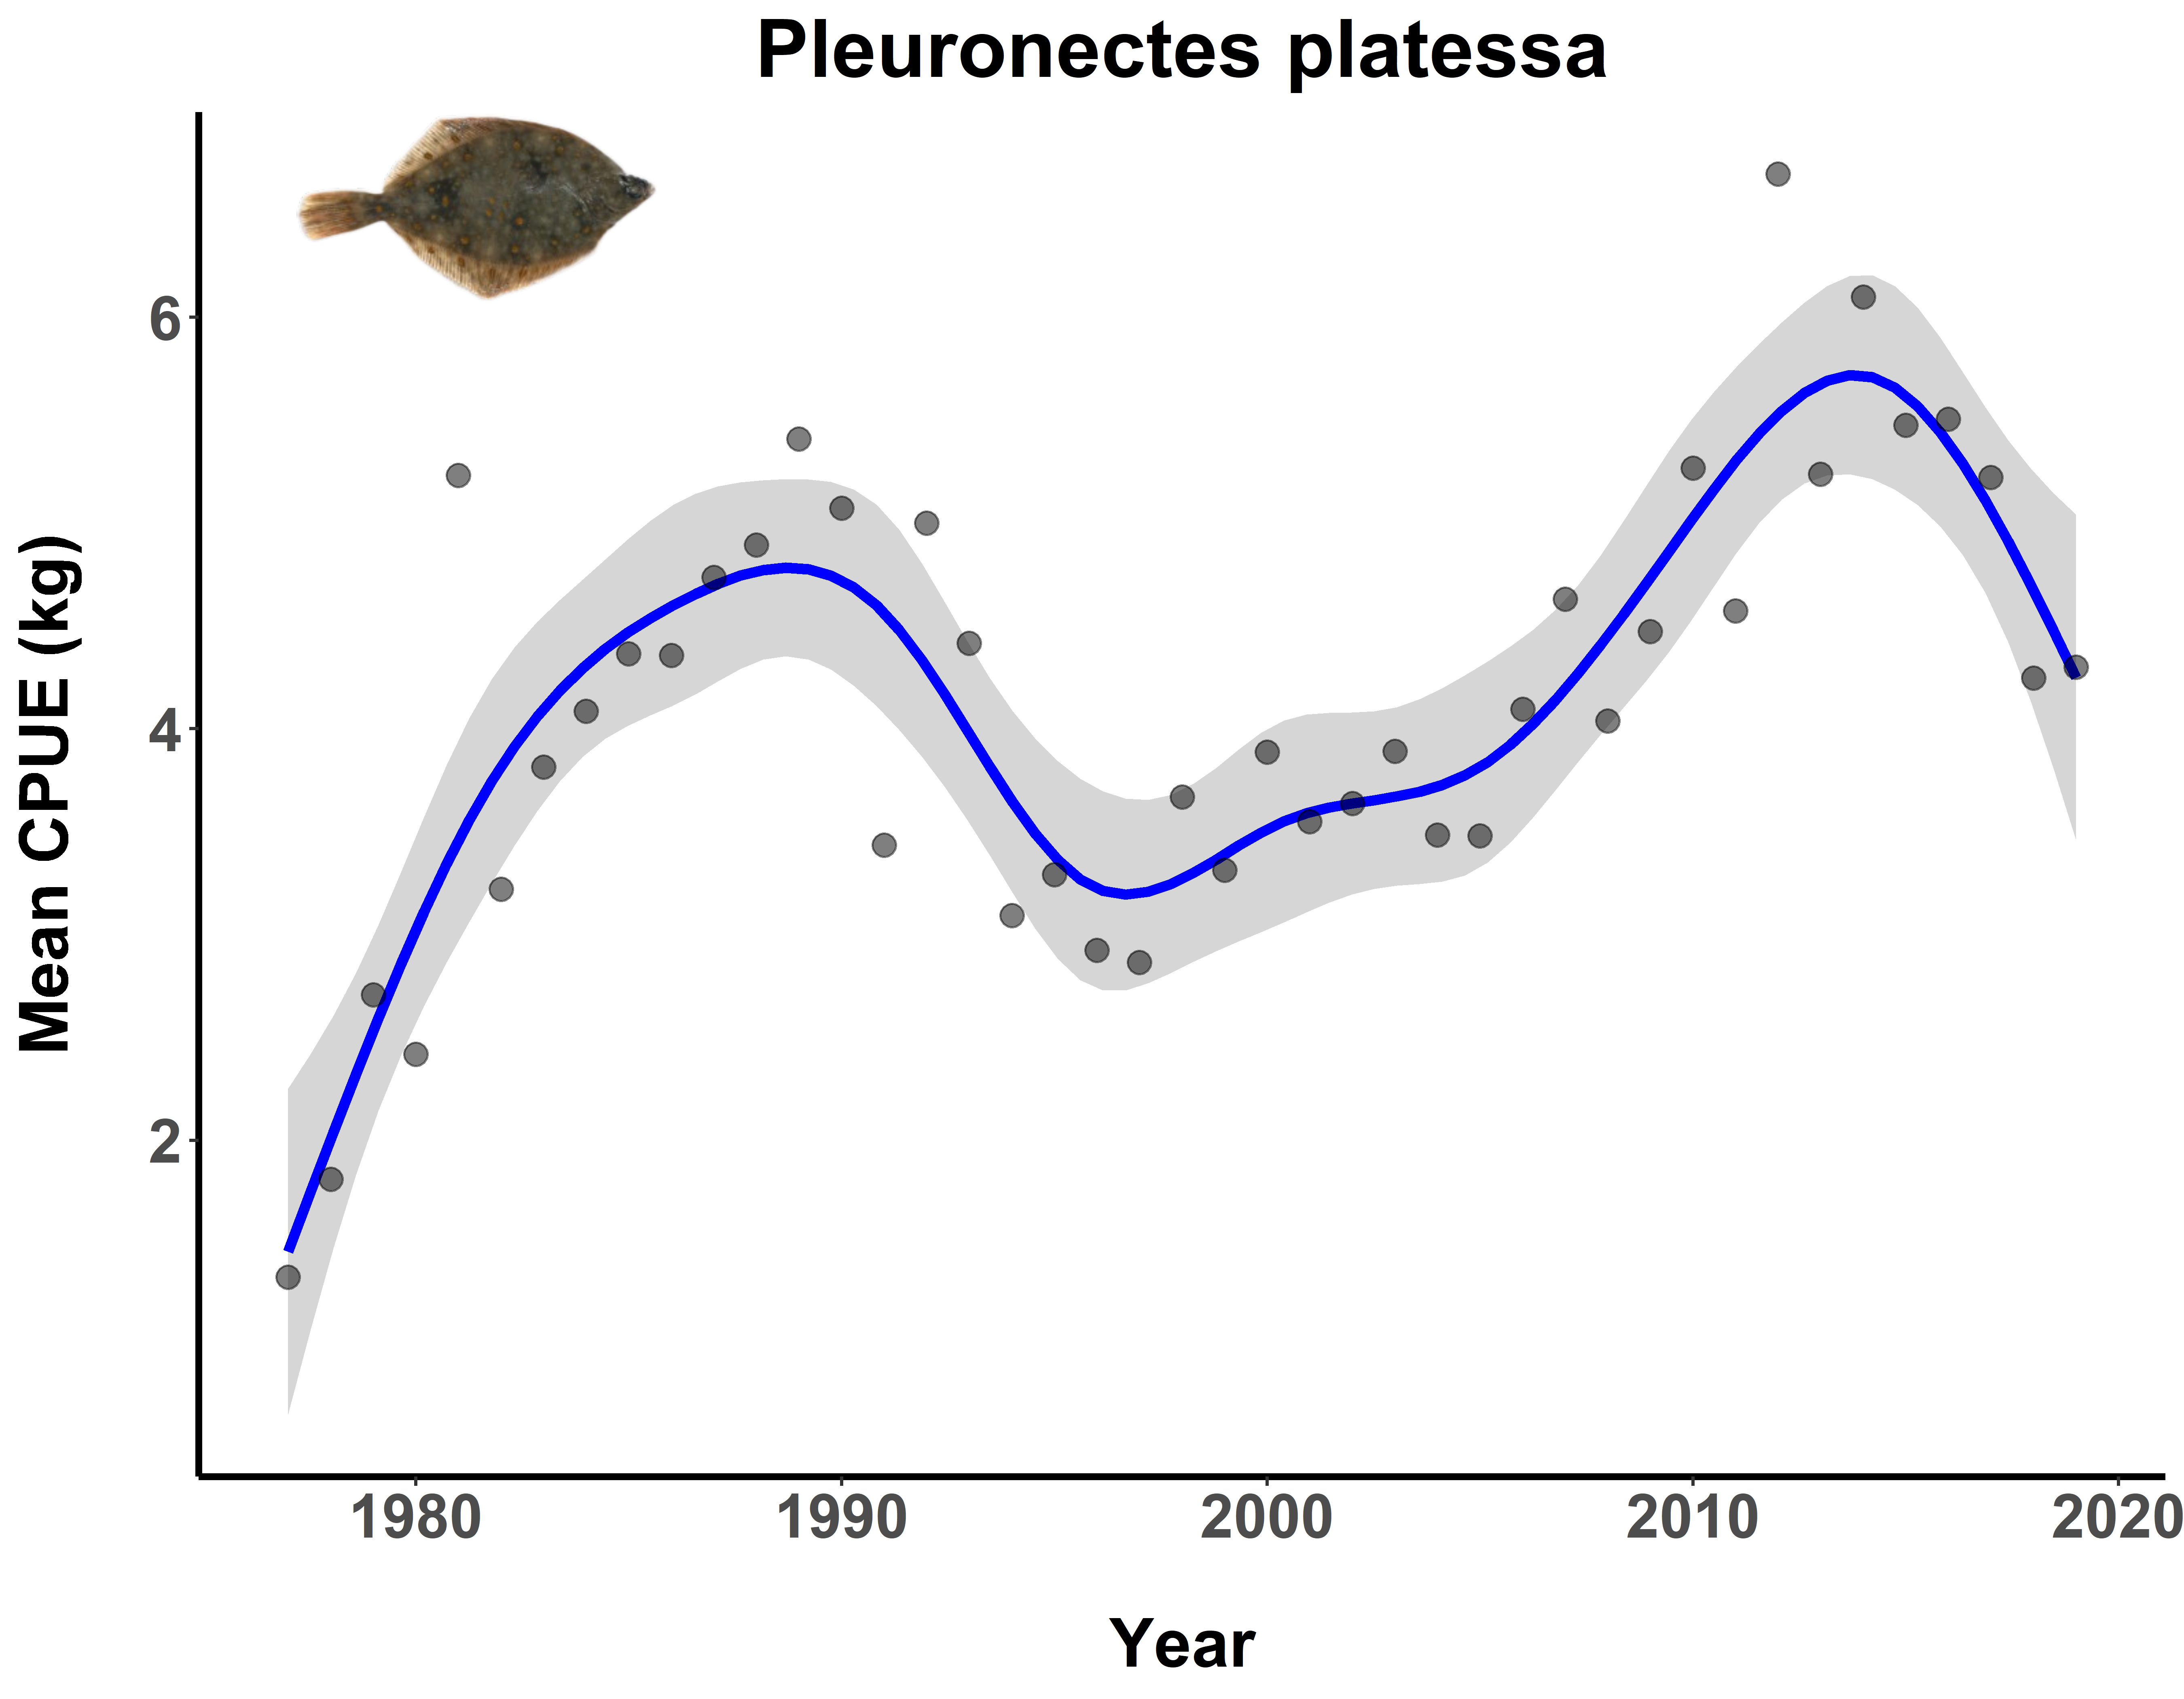 Pleuronectes platessa
Mean CPUE (kg)
6
4
2
1980 1990 2000 2010 2020
Year